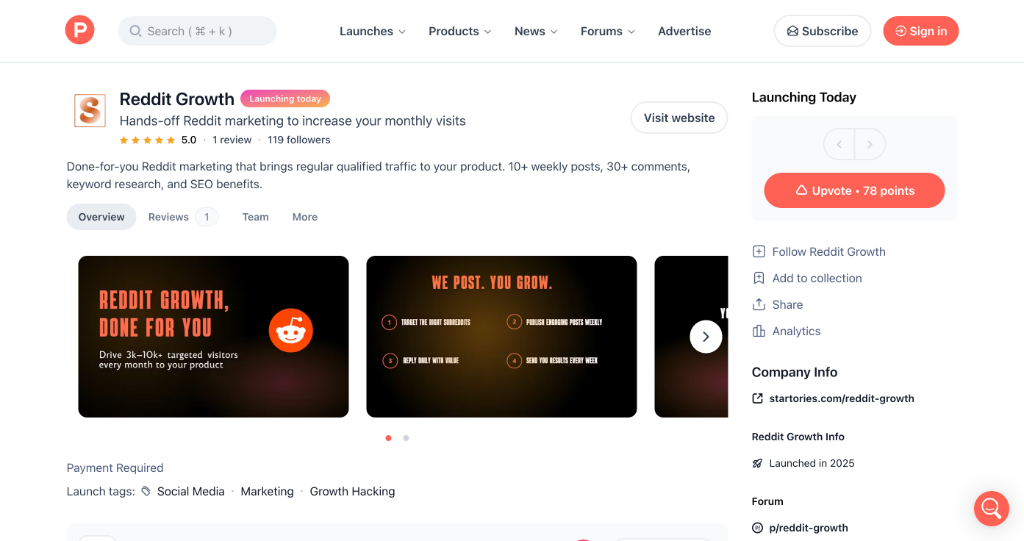 P
Search ( ⌘ + k )
Launches
Products
News
Forums
Advertise
Subscribe
Sign in
S
Reddit Growth
Launching today
Hands-off Reddit marketing to increase your monthly visits
5.0 · 1 review · 119 followers
Visit website
Done-for-you Reddit marketing that brings regular qualified traffic to your product. 10+ weekly posts, 30+ comments,
keyword research, and SEO benefits.
Overview
Reviews 1
Team
More
REDDIT GROWTH,
DONE FOR YOU
Drive 3k–10k+ targeted visitors
every month to your product
WE POST. YOU GROW.
1 TARGET THE RIGHT SUBREDDITS
2 PUBLISH ENGAGING POSTS WEEKLY
3 REPLY DAILY WITH VALUE
4 SEND YOU RESULTS EVERY WEEK
Payment Required
Launch tags: Social Media · Marketing · Growth Hacking
Launching Today
Upvote • 78 points
Follow Reddit Growth
Add to collection
Share
Analytics
Company Info
startories.com/reddit-growth
Reddit Growth Info
Launched in 2025
Forum
p/reddit-growth